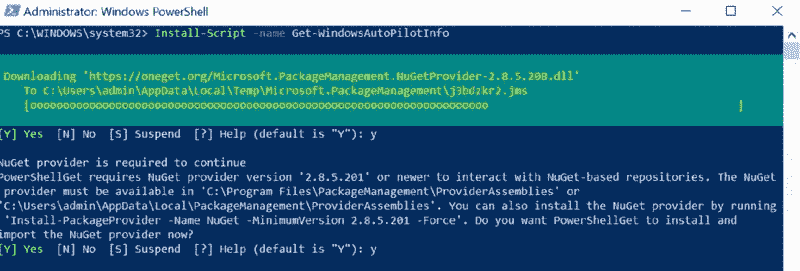 Administrator: Windows PowerShell
PS C:\WINDOWS\system32> Install-Script -name Get-WindowsAutoPilotInfo
Downloading 'https://oneget.org/Microsoft.PackageManagement.NuGetProvider-2.8.5.208.dll'
To C:\Users\admin\AppData\Local\Temp\Microsoft.PackageManagement\j3bdzkr2.jms
[oooooooooooooooooooooooooooooooooooooooooooooooooooooooooooooooooooooo ]
[Y] Yes [N] No [S] Suspend [?] Help (default is "Y"): y
NuGet provider is required to continue
PowerShellGet requires NuGet provider version '2.8.5.201' or newer to interact with NuGet-based repositories. The NuGet
provider must be available in 'C:\Program Files\PackageManagement\ProviderAssemblies' or
'C:\Users\admin\AppData\Local\PackageManagement\ProviderAssemblies'. You can also install the NuGet provider by running
'Install-PackageProvider -Name NuGet -MinimumVersion 2.8.5.201 -Force'. Do you want PowerShellGet to install and
import the NuGet provider now?
[Y] Yes [N] No [S] Suspend [?] Help (default is "Y"): y